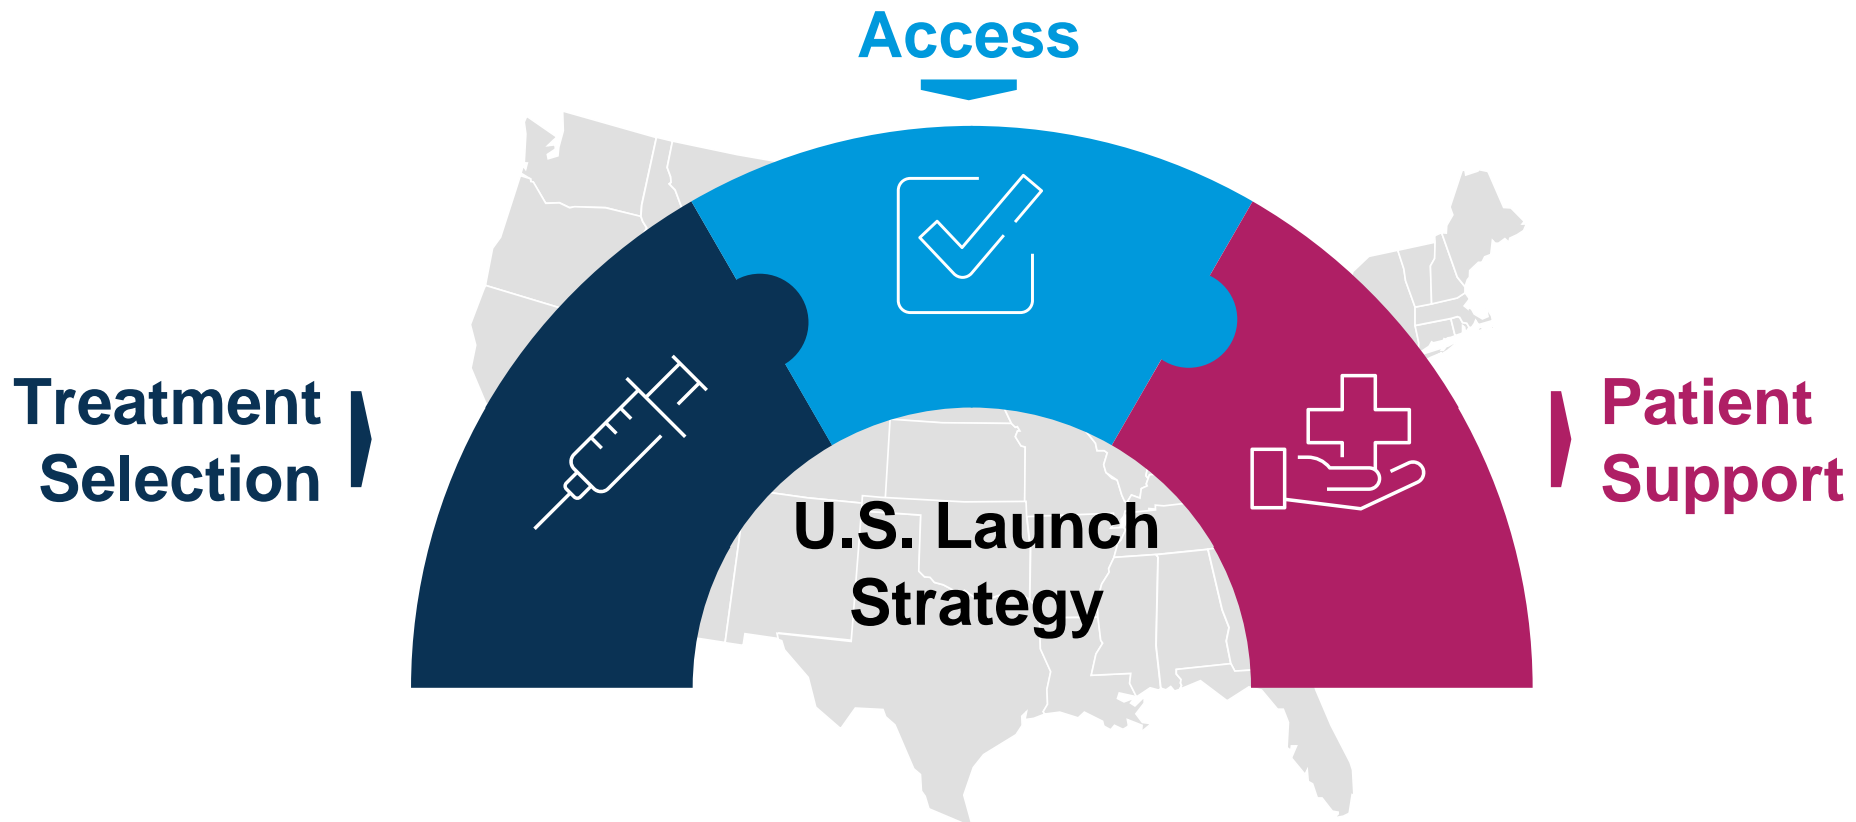 Access
Treatment
Selection
Patient
Support
U.S. Launch
Strategy